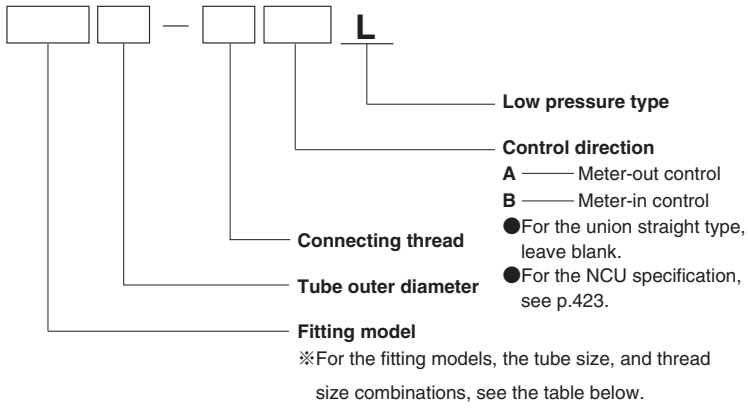 — L
Low pressure type
Control direction
A —— Meter-out control
B —— Meter-in control
●For the union straight type,
leave blank.
●For the NCU specification,
see p.423.
Connecting thread
Tube outer diameter
Fitting model
※For the fitting models, the tube size, and thread
size combinations, see the table below.